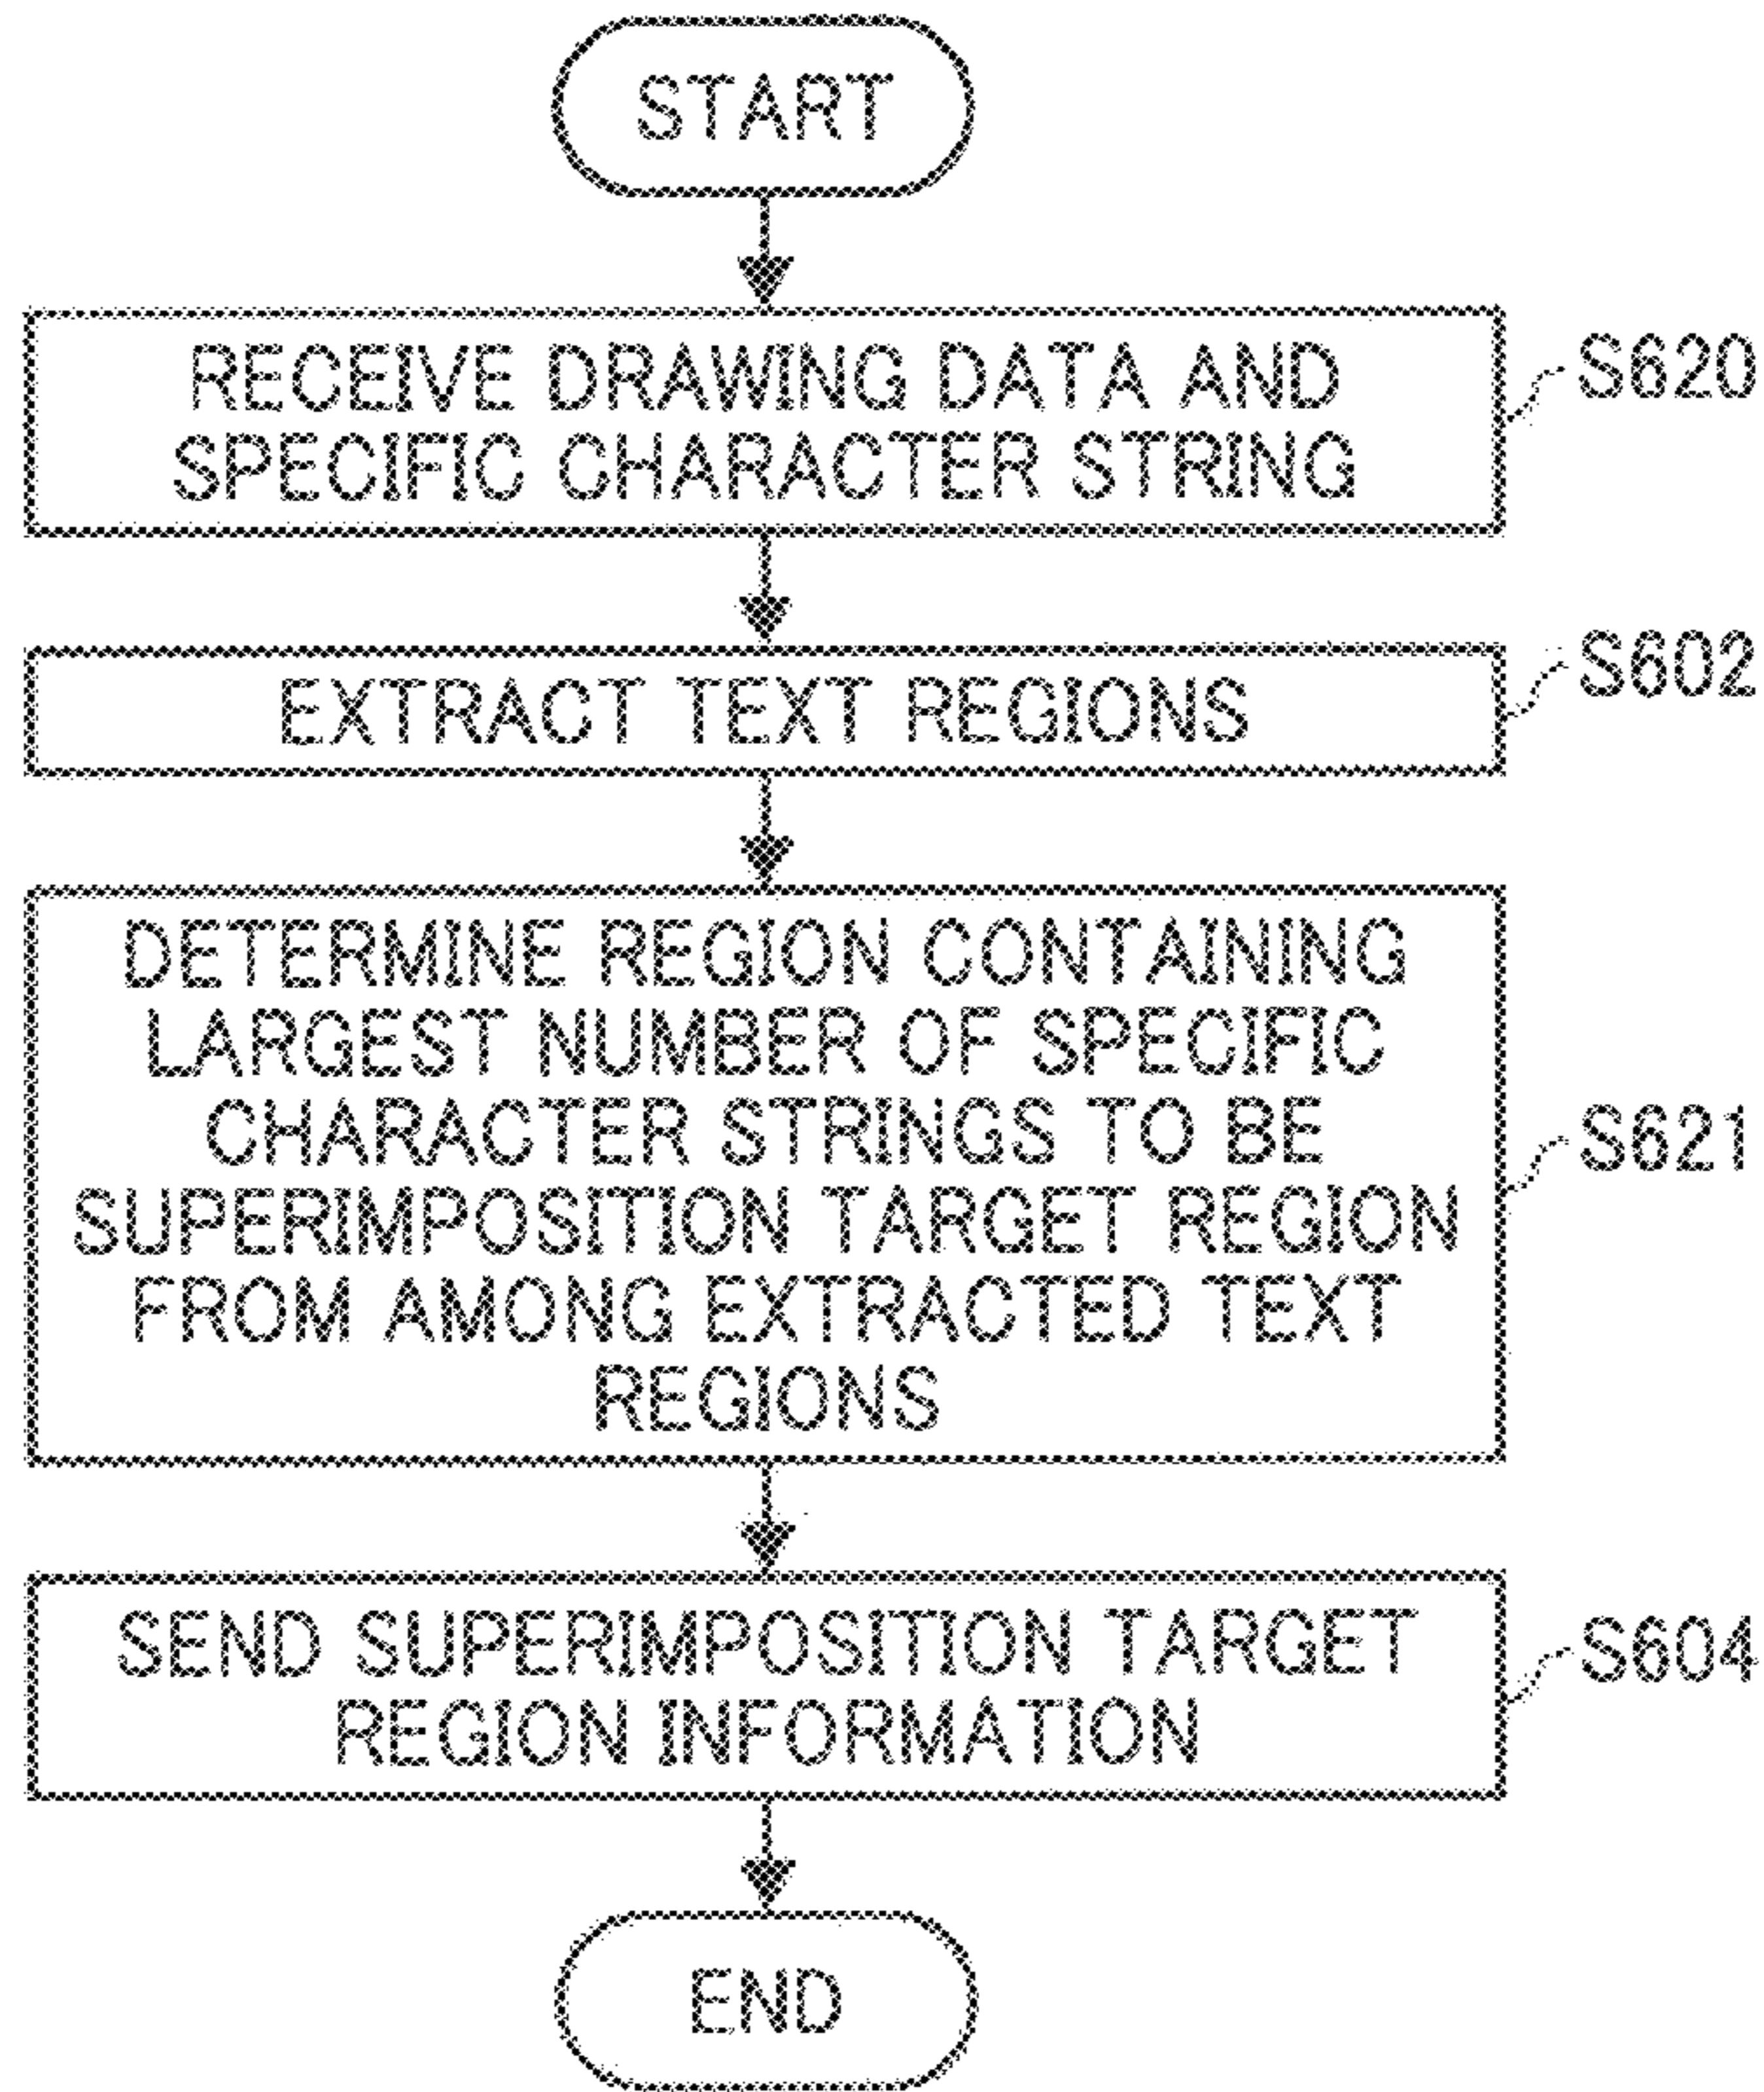 START
RECEIVE DRAWING DATA AND
SPECIFIC CHARACTER STRING
S620
EXTRACT TEXT REGIONS
S602
DETERMINE REGION CONTAINING
LARGEST NUMBER OF SPECIFIC
CHARACTER STRINGS TO BE
SUPERIMPOSITION TARGET REGION
FROM AMONG EXTRACTED TEXT
REGIONS
S621
SEND SUPERIMPOSITION TARGET
REGION INFORMATION
S604
END